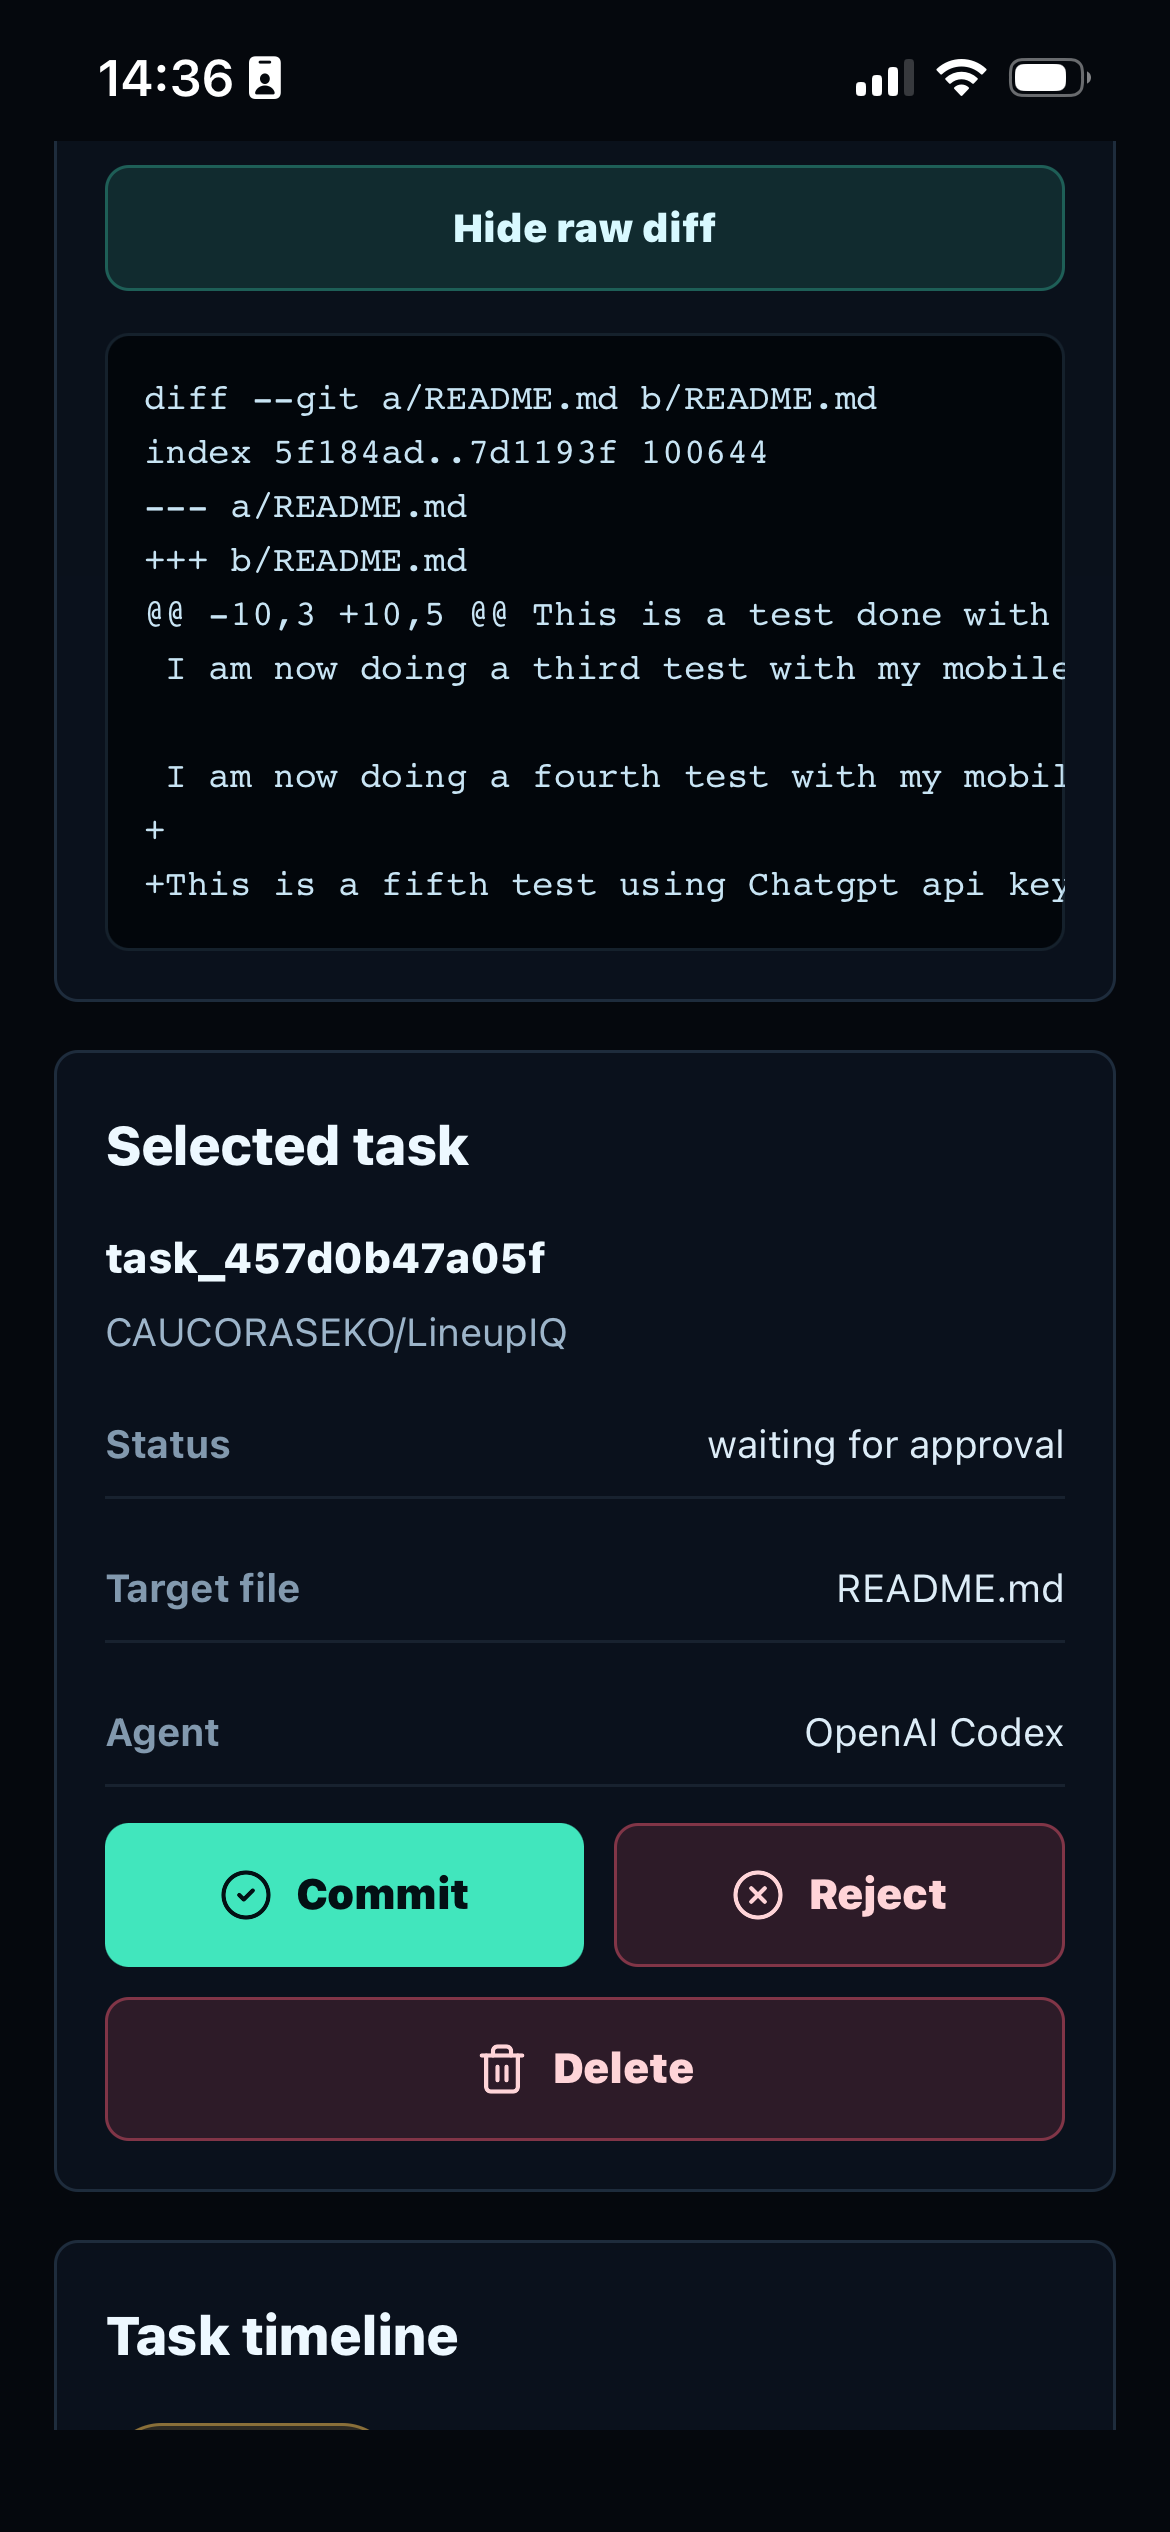 14:36
Hide raw diff
diff --git a/README.md b/README.md
index 5f184ad..7d1193f 100644
--- a/README.md
+++ b/README.md
@@ -10,3 +10,5 @@ This is a test done with
 I am now doing a third test with my mobile

 I am now doing a fourth test with my mobil
+
+This is a fifth test using Chatgpt api key
Selected task
task_457d0b47a05f
CAUCORASEKO/LineupIQ
Status waiting for approval
Target file README.md
Agent OpenAI Codex
Commit Reject
Delete
Task timeline